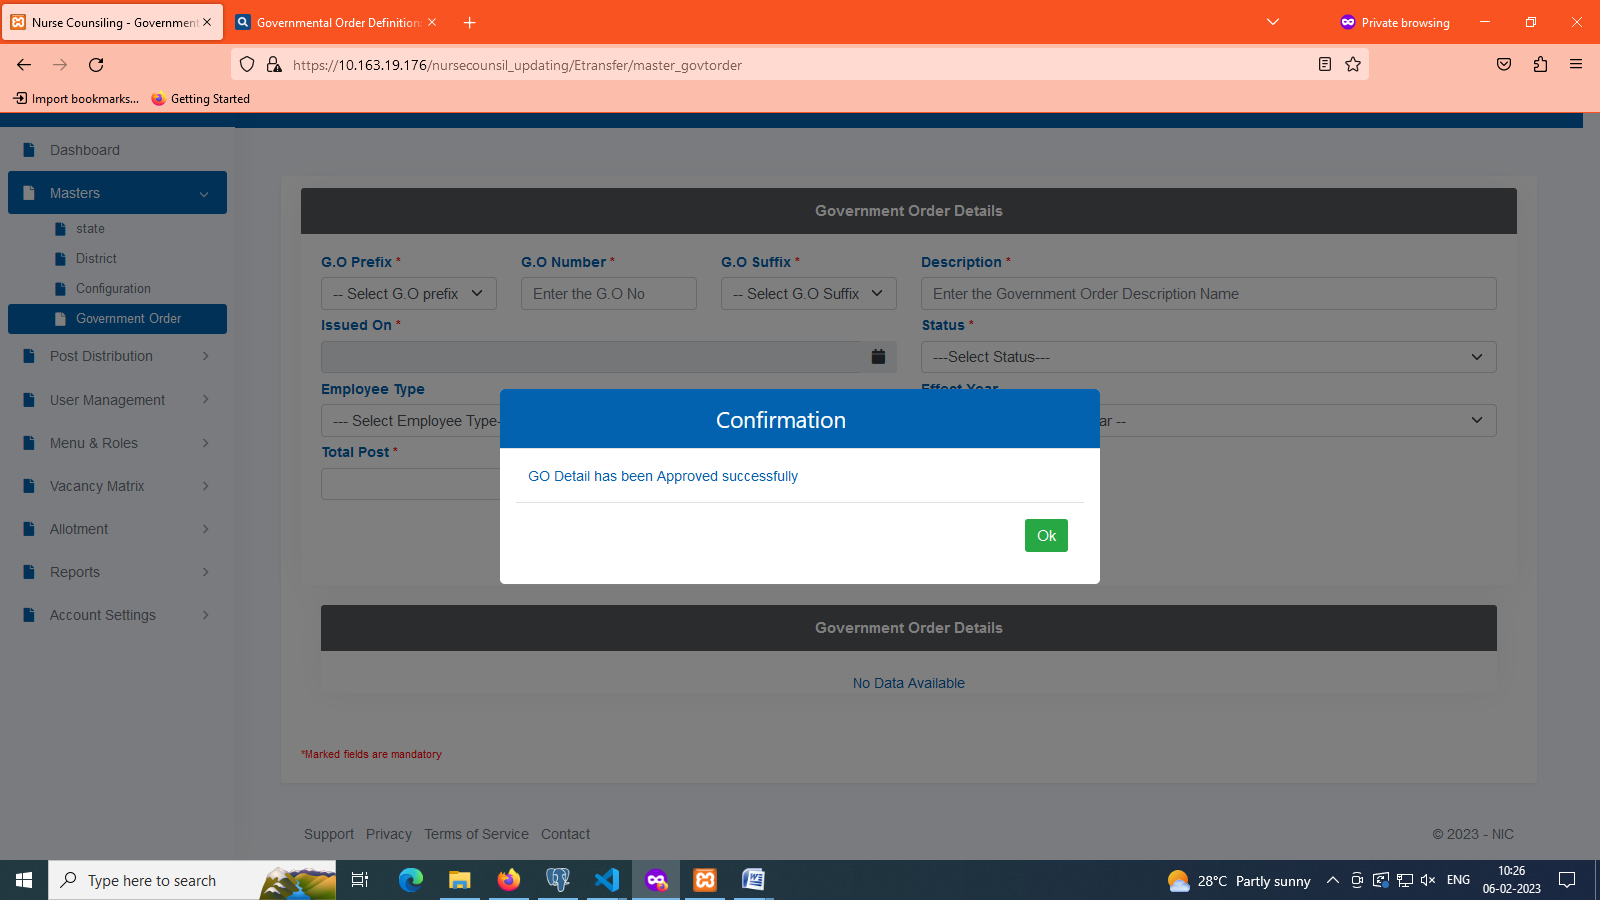 Nurse Counsiling - Government
Governmental Order Definition
Private browsing
https://10.163.19.176/nursecounsil_updating/Etransfer/master_govtorder
Import bookmarks...
Getting Started
Dashboard
Masters
state
District
Configuration
Government Order
Post Distribution
User Management
Menu & Roles
Vacancy Matrix
Allotment
Reports
Account Settings
Government Order Details
G.O Prefix *
G.O Number *
G.O Suffix *
Description *
-- Select G.O prefix
Enter the G.O No
-- Select G.O Suffix
Enter the Government Order Description Name
Issued On *
Status *
---Select Status---
Employee Type
Effect Year
--- Select Employee Type-
ar --
Total Post *
Confirmation
GO Detail has been Approved successfully
Ok
Government Order Details
No Data Available
*Marked fields are mandatory
Support Privacy Terms of Service Contact
© 2023 - NIC
Type here to search
28°C Partly sunny
ENG
10:26
06-02-2023